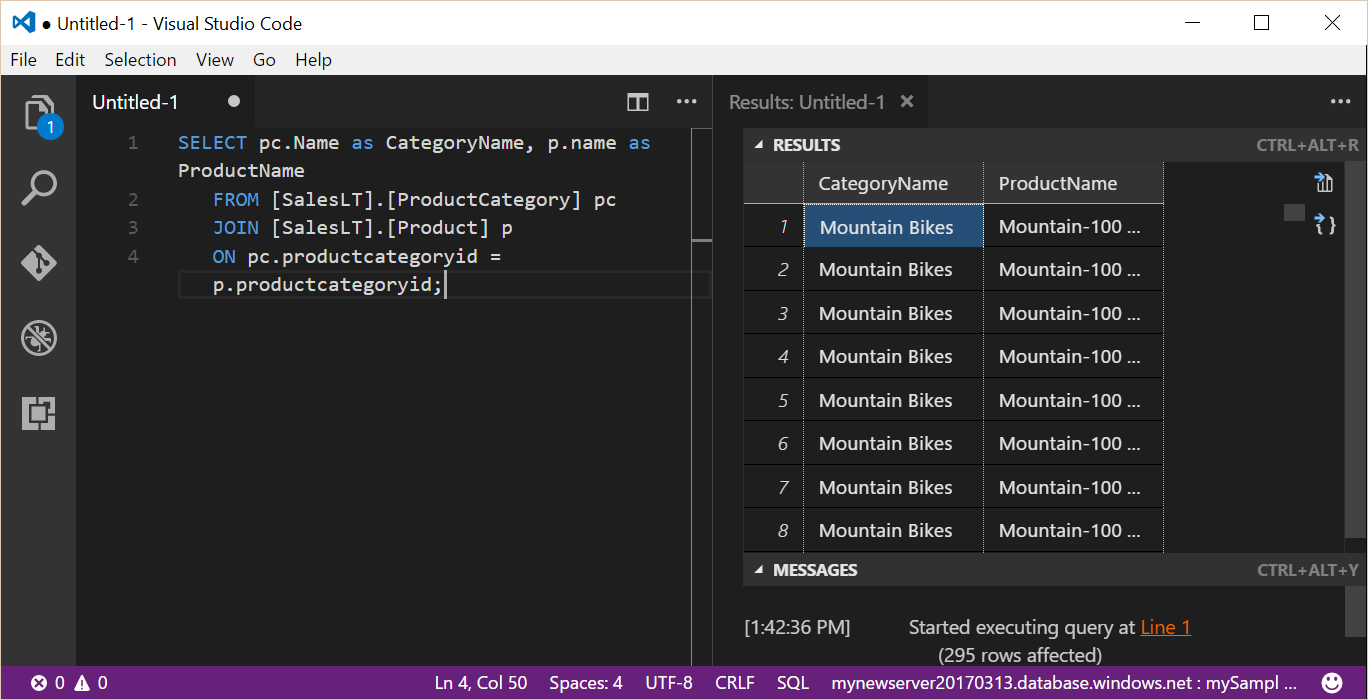 ● Untitled-1 - Visual Studio Code
File Edit Selection View Go Help
1
Untitled-1
1 SELECT pc.Name as CategoryName, p.name as
ProductName
2 FROM [SalesLT].[ProductCategory] pc
3 JOIN [SalesLT].[Product] p
4 ON pc.productcategoryid =
p.productcategoryid;
Results: Untitled-1
RESULTS CTRL+ALT+R
CategoryName ProductName
1 Mountain Bikes Mountain-100 ...
2 Mountain Bikes Mountain-100 ...
3 Mountain Bikes Mountain-100 ...
4 Mountain Bikes Mountain-100 ...
5 Mountain Bikes Mountain-100 ...
6 Mountain Bikes Mountain-100 ...
7 Mountain Bikes Mountain-100 ...
8 Mountain Bikes Mountain-100 ...
MESSAGES CTRL+ALT+Y
[1:42:36 PM] Started executing query at Line 1
(295 rows affected)
0 0 Ln 4, Col 50 Spaces: 4 UTF-8 CRLF SQL mynewserver20170313.database.windows.net : mySampl ...